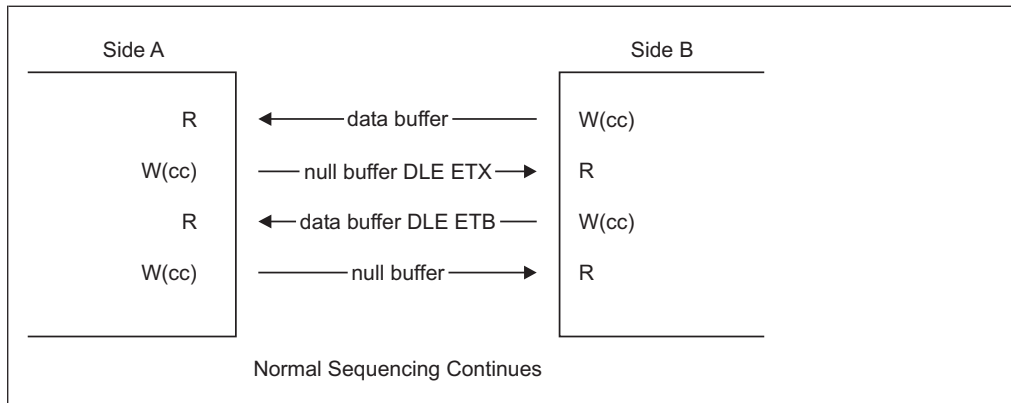 Side A Side B
R data buffer W(cc)
W(cc) null buffer DLE ETX R
R data buffer DLE ETB W(cc)
W(cc) null buffer R
Normal Sequencing Continues